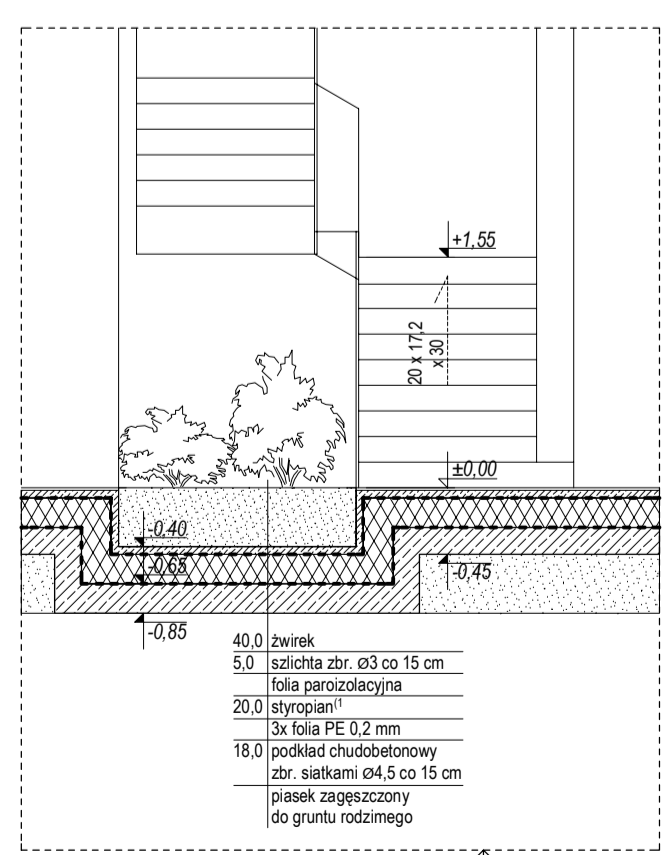 +1,55
20 x 17,2
x 30
±0,00
-0,40
-0,65
-0,45
-0,85
40,0 żwirek
5,0 szlichta zbr. Ø3 co 15 cm
folia paroizolacyjna
20,0 styropian(1
3x folia PE 0,2 mm
18,0 podkład chudobetonowy
zbr. siatkami Ø4,5 co 15 cm
piasek zagęszczony
do gruntu rodzimego